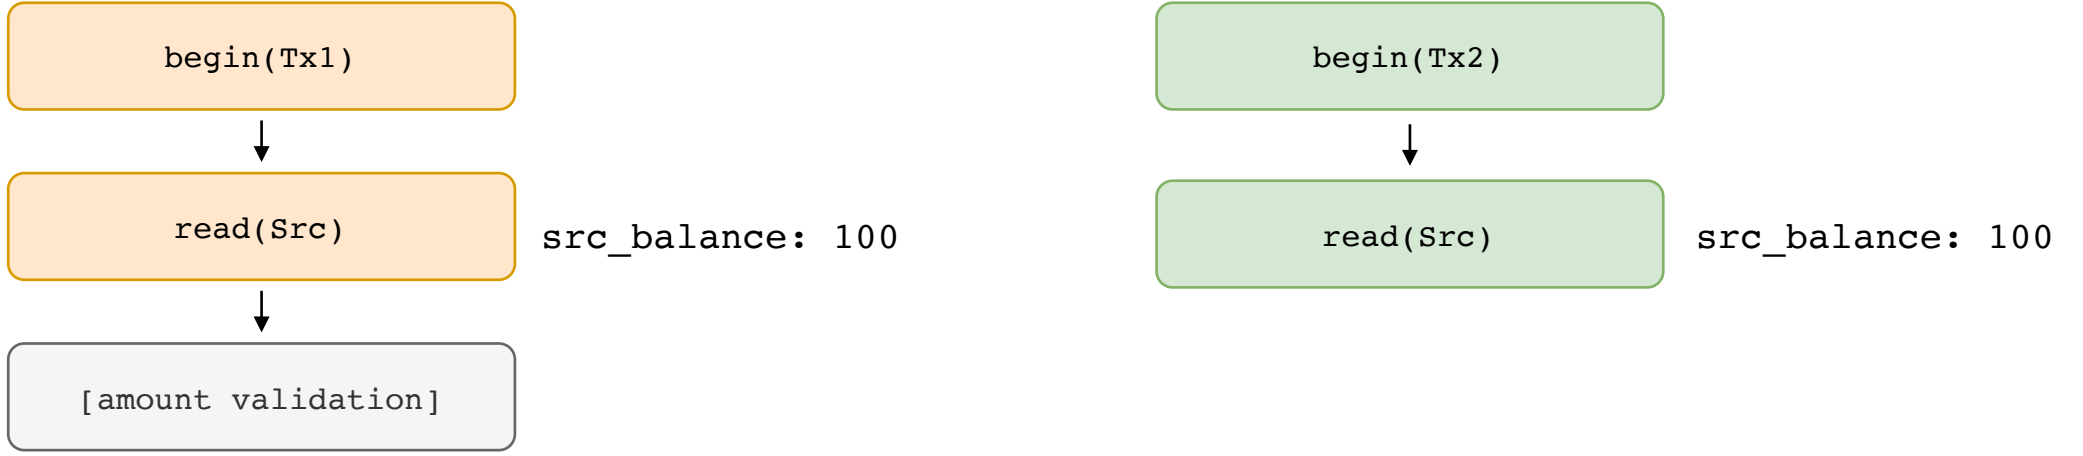 begin(Tx1)
begin(Tx2)
read(Src)
src_balance: 100
read(Src)
src_balance: 100
[amount validation]